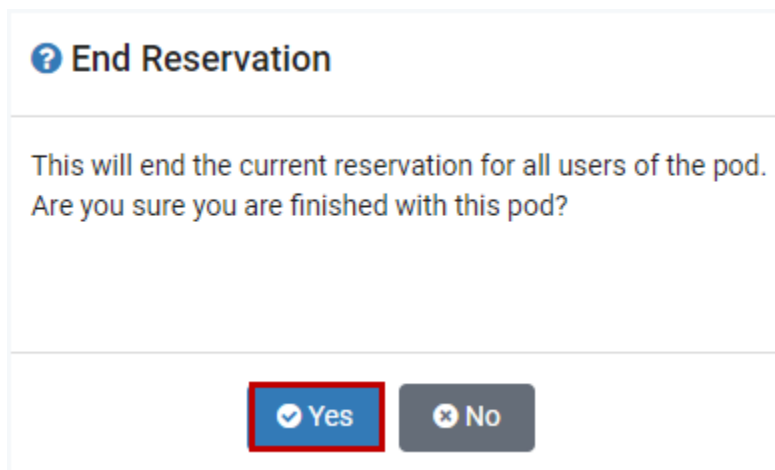 End Reservation
This will end the current reservation for all users of the pod.
Are you sure you are finished with this pod?
Yes
No